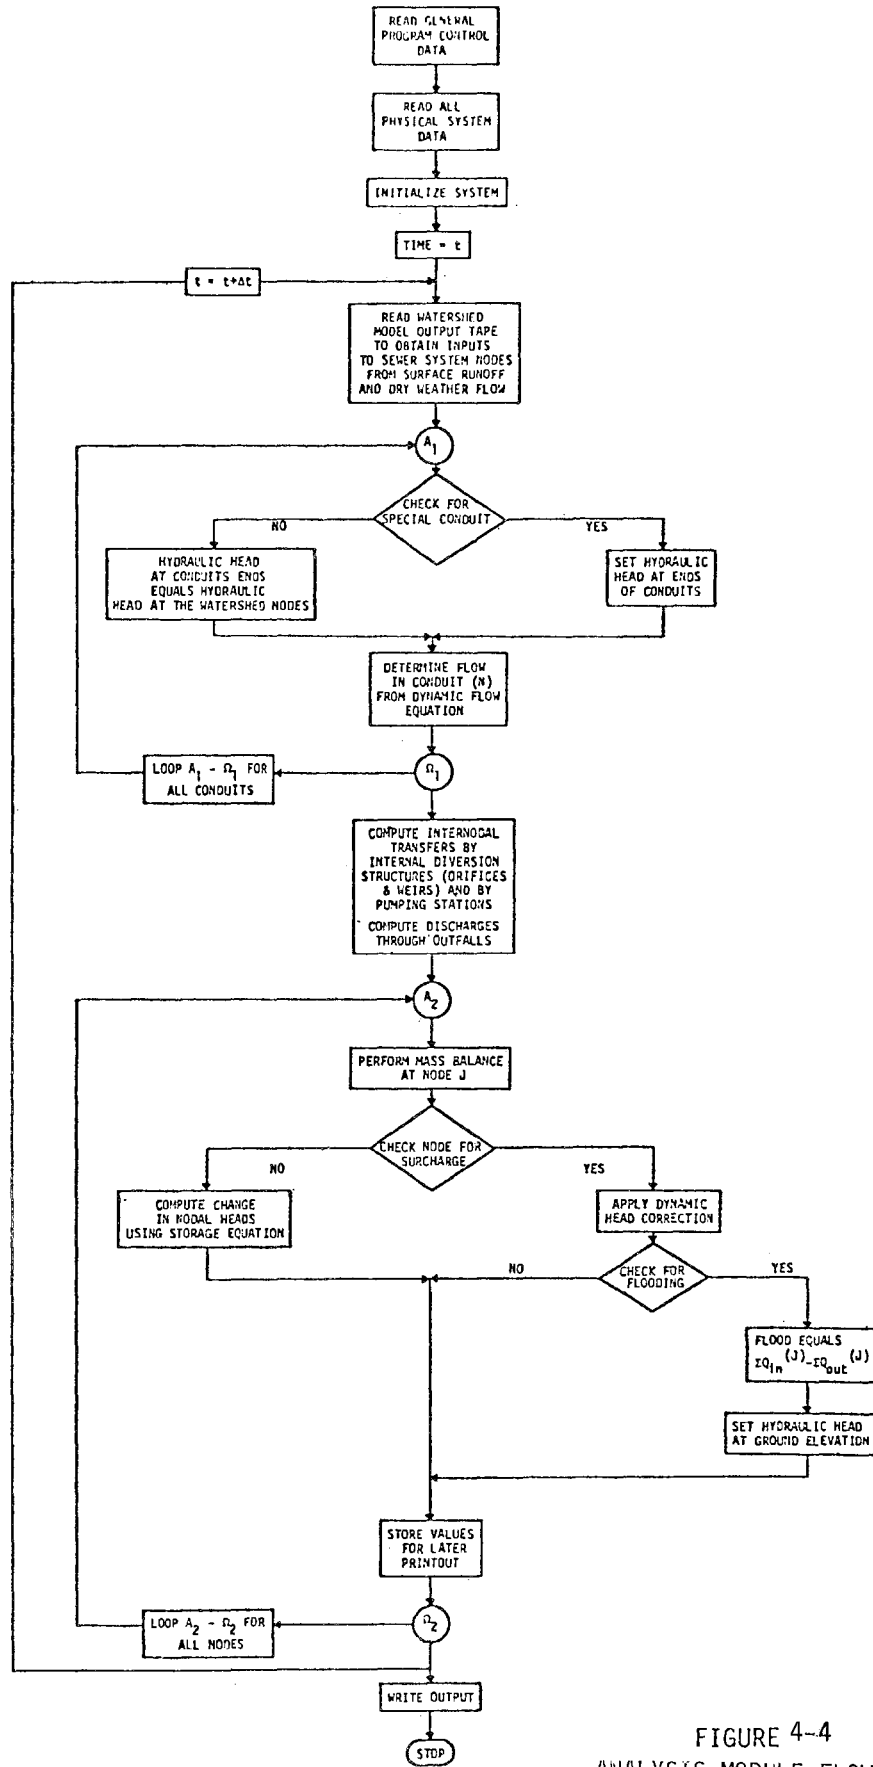 READ GENERAL
PROGRAM CONTROL
DATA
READ ALL
PHYSICAL SYSTEM
DATA
INITIALIZE SYSTEM
TIME = t
t = t+Δt
READ WATERSHED
MODEL OUTPUT TAPE
TO OBTAIN INPUTS
TO SEWER SYSTEM NODES
FROM SURFACE RUNOFF
AND DRY WEATHER FLOW
A1
CHECK FOR
SPECIAL CONDUIT
NO
YES
HYDRAULIC HEAD
AT CONDUITS ENDS
EQUALS HYDRAULIC
HEAD AT THE WATERSHED NODES
SET HYDRAULIC
HEAD AT ENDS
OF CONDUITS
DETERMINE FLOW
IN CONDUIT (N)
FROM DYNAMIC FLOW
EQUATION
Ω1
LOOP A1 - Ω1 FOR
ALL CONDUITS
COMPUTE INTERNODAL
TRANSFERS BY
INTERNAL DIVERSION
STRUCTURES (ORIFICES
& WEIRS) AND BY
PUMPING STATIONS
COMPUTE DISCHARGES
THROUGH OUTFALLS
A2
PERFORM MASS BALANCE
AT NODE J
CHECK NODE FOR
SURCHARGE
NO
YES
COMPUTE CHANGE
IN NODAL HEADS
USING STORAGE EQUATION
APPLY DYNAMIC
HEAD CORRECTION
CHECK FOR
FLOODING
NO
YES
FLOOD EQUALS
ΣQin(J)-ΣQout(J)
SET HYDRAULIC HEAD
AT GROUND ELEVATION
STORE VALUES
FOR LATER
PRINTOUT
Ω2
LOOP A2 - Ω2 FOR
ALL NODES
WRITE OUTPUT
STOP
FIGURE 4-4
ANALYSIS MODULE